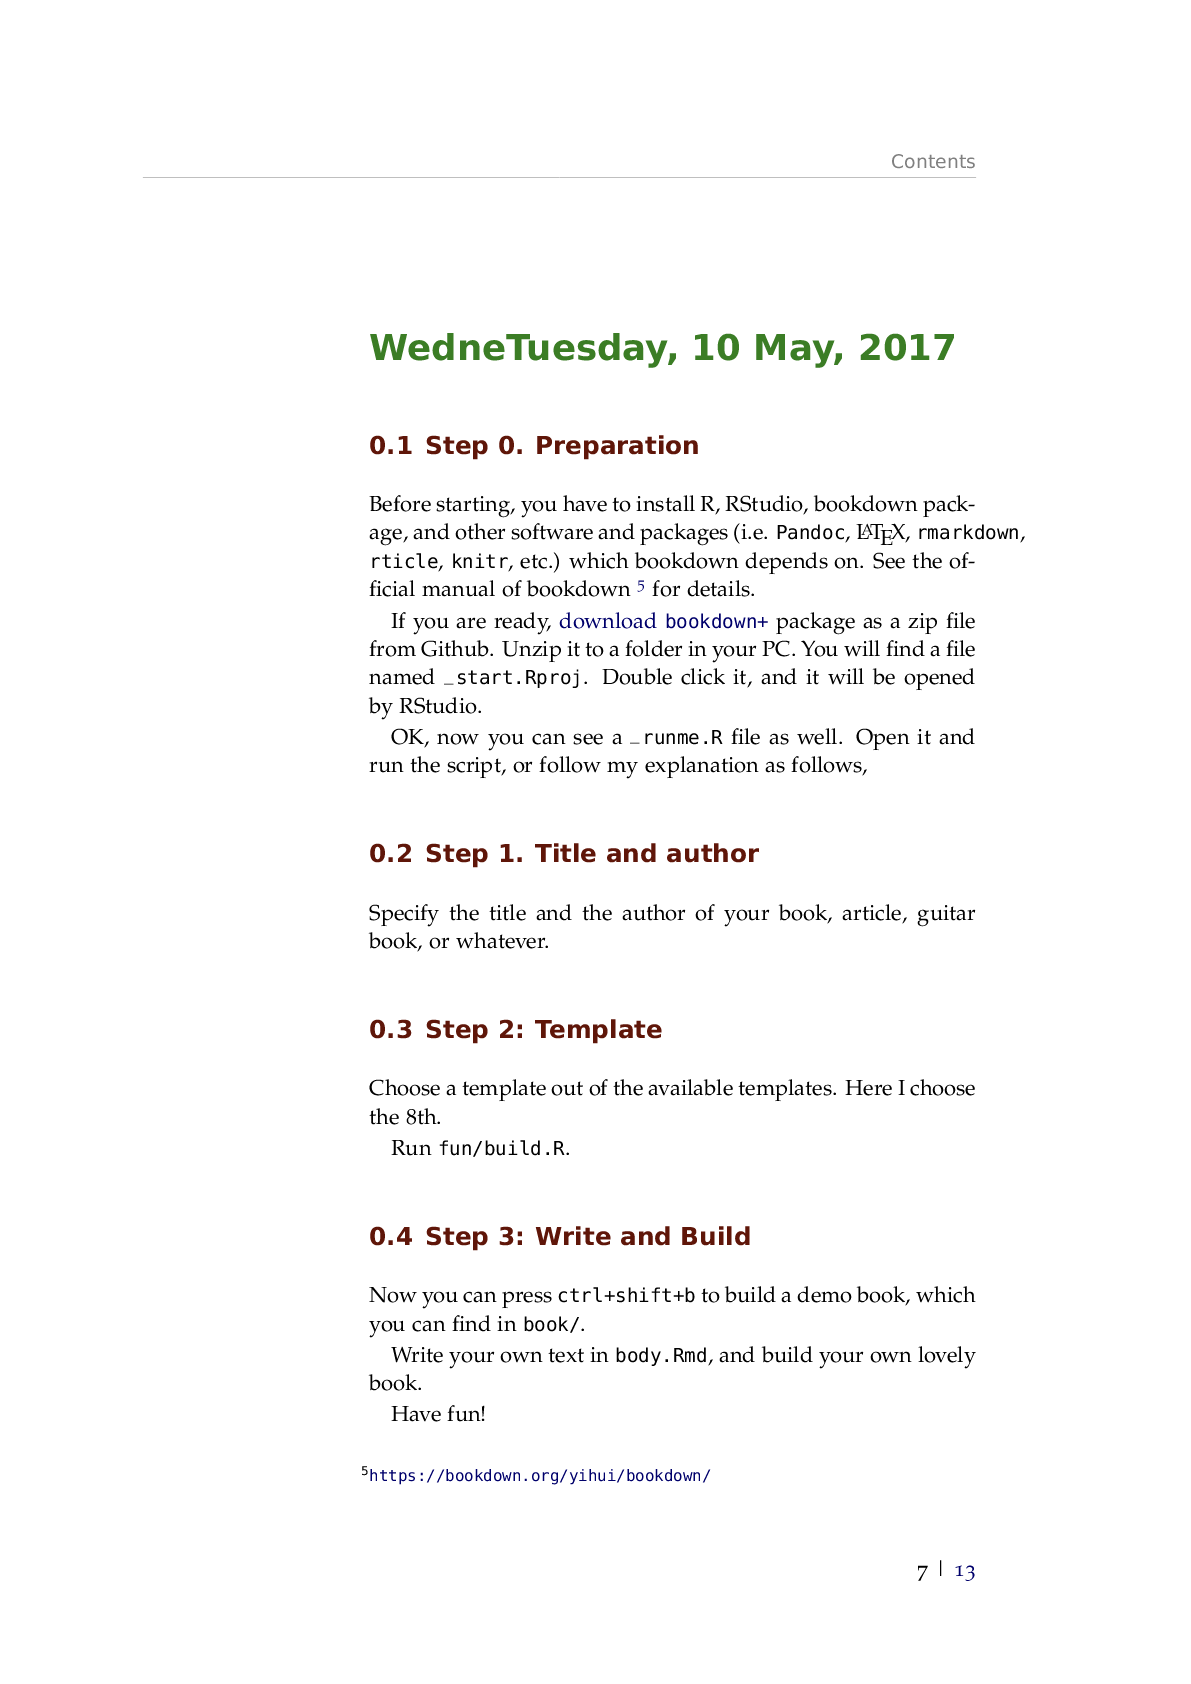 Contents
WedneTuesday, 10 May, 2017
0.1 Step 0. Preparation
Before starting, you have to install R, RStudio, bookdown pack-
age, and other software and packages (i.e. Pandoc, LATEX, rmarkdown,
rticle, knitr, etc.) which bookdown depends on. See the of-
ficial manual of bookdown 5 for details.
If you are ready, download bookdown+ package as a zip file
from Github. Unzip it to a folder in your PC. You will find a file
named _start.Rproj. Double click it, and it will be opened
by RStudio.
OK, now you can see a _runme.R file as well. Open it and
run the script, or follow my explanation as follows,
0.2 Step 1. Title and author
Specify the title and the author of your book, article, guitar
book, or whatever.
0.3 Step 2: Template
Choose a template out of the available templates. Here I choose
the 8th.
Run fun/build.R.
0.4 Step 3: Write and Build
Now you can press ctrl+shift+b to build a demo book, which
you can find in book/.
Write your own text in body.Rmd, and build your own lovely
book.
Have fun!
5https://bookdown.org/yihui/bookdown/
7 | 13